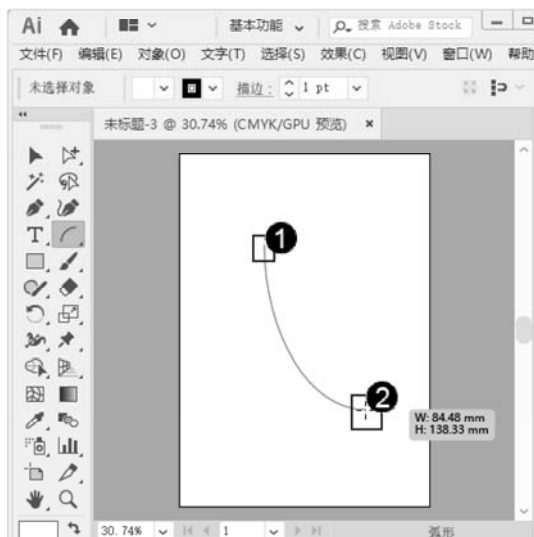 Ai 基本功能 搜索 Adobe Stock
文件(F) 编辑(E) 对象(O) 文字(T) 选择(S) 效果(C) 视图(V) 窗口(W) 帮助
未选择对象 描边: 1 pt
未标题-3 @ 30.74% (CMYK/GPU 预览) ×
1
2
W: 84.48 mm
H: 138.33 mm
30.74% 1 弧形